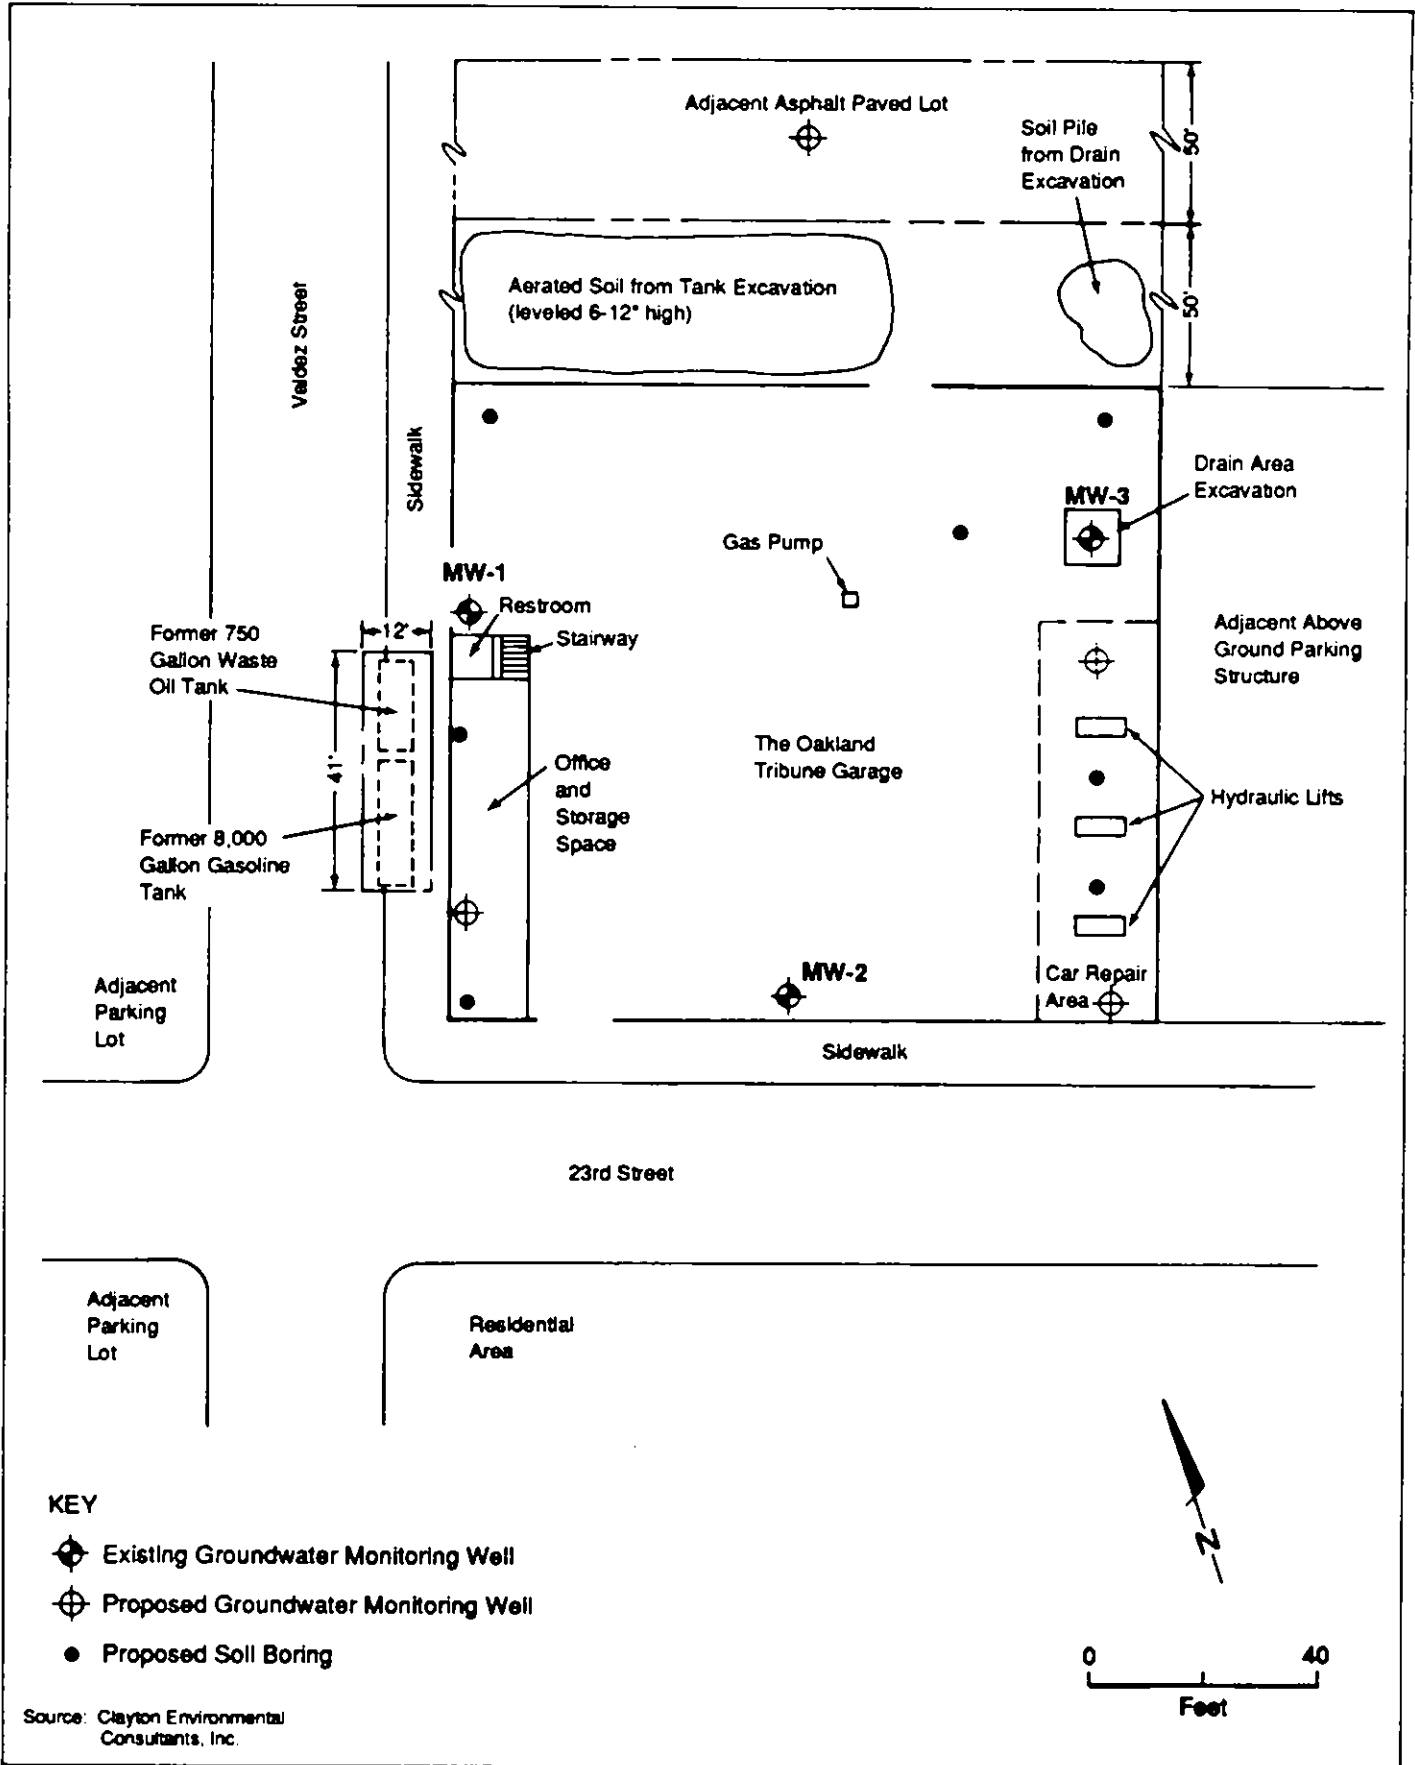 Adjacent Asphalt Paved Lot
Soil Pile
from Drain
Excavation
50'
Aerated Soil from Tank Excavation
(leveled 6-12" high)
50'
Valdez Street
Sidewalk
Drain Area
Excavation
MW-3
Gas Pump
MW-1
Restroom
Stairway
12'
Former 750
Gallon Waste
Oil Tank
Adjacent Above
Ground Parking
Structure
41'
The Oakland
Tribune Garage
Office
and
Storage
Space
Hydraulic Lifts
Former 8,000
Gallon Gasoline
Tank
MW-2
Car Repair
Area
Adjacent
Parking
Lot
Sidewalk
23rd Street
Adjacent
Parking
Lot
Residential
Area
N
KEY
Existing Groundwater Monitoring Well
Proposed Groundwater Monitoring Well
Proposed Soil Boring
0 40
Feet
Source: Clayton Environmental
Consultants, Inc.